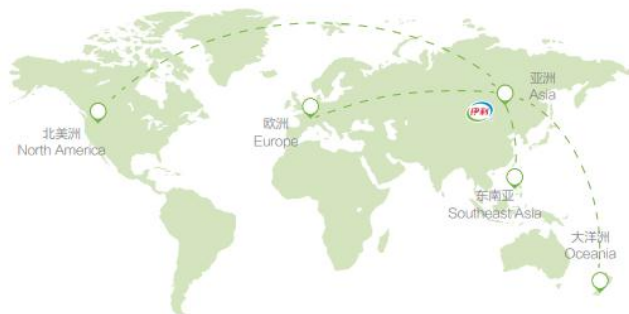 亚洲
Asia
伊利
北美洲
North America
欧洲
Europe
东南亚
Southeast Asia
大洋洲
Oceania